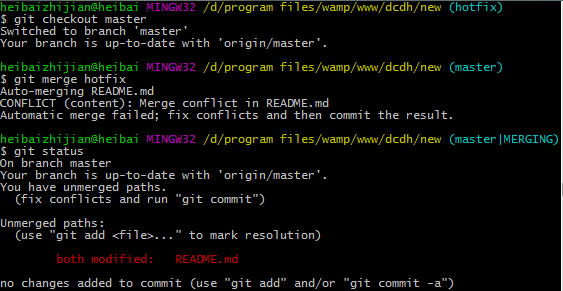 heibaizhijian@heibai MINGW32 /d/program files/wamp/www/dcdh/new (hotfix)
$ git checkout master
Switched to branch 'master'
Your branch is up-to-date with 'origin/master'.
heibaizhijian@heibai MINGW32 /d/program files/wamp/www/dcdh/new (master)
$ git merge hotfix
Auto-merging README.md
CONFLICT (content): Merge conflict in README.md
Automatic merge failed; fix conflicts and then commit the result.
heibaizhijian@heibai MINGW32 /d/program files/wamp/www/dcdh/new (master|MERGING)
$ git status
On branch master
Your branch is up-to-date with 'origin/master'.
You have unmerged paths.
  (fix conflicts and run "git commit")
Unmerged paths:
  (use "git add <file>..." to mark resolution)
        both modified:   README.md
no changes added to commit (use "git add" and/or "git commit -a")